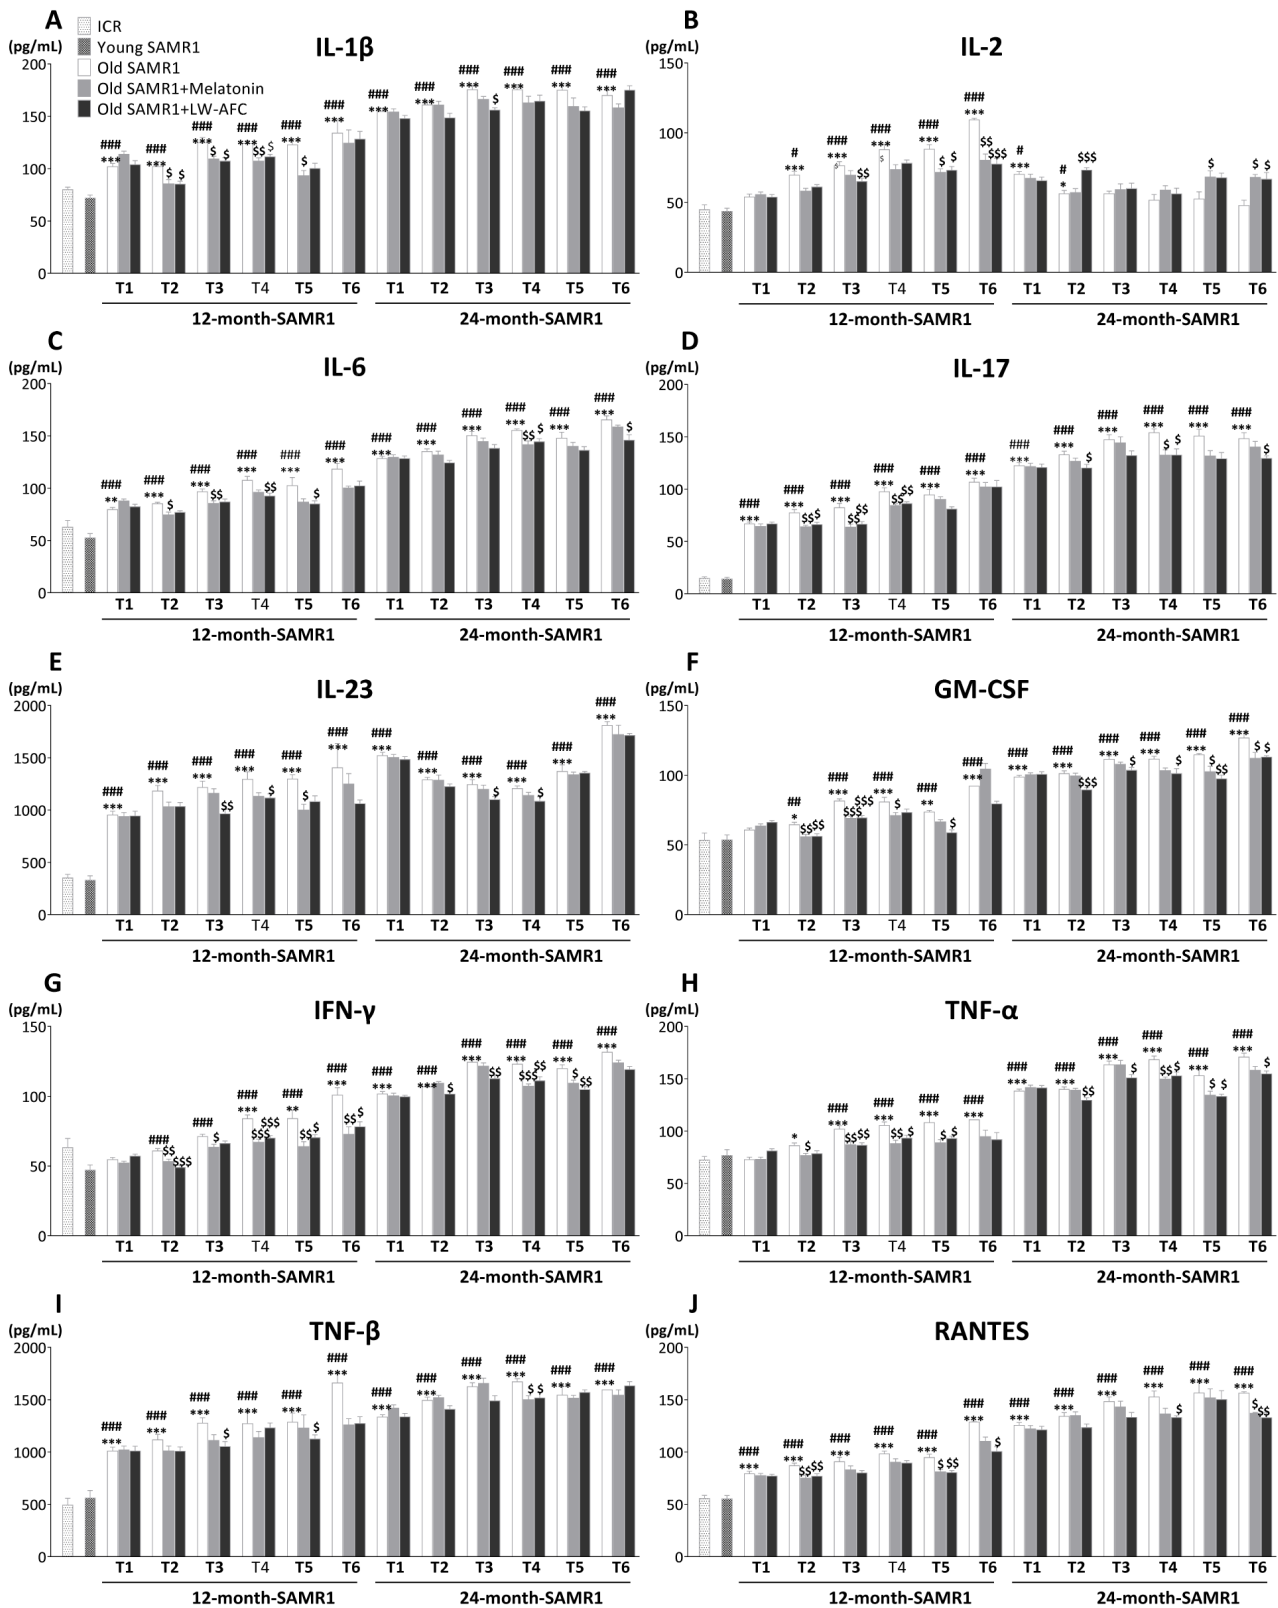 A
(pg/mL)
IL-1β
ICR
Young SAMR1
Old SAMR1
Old SAMR1+Melatonin
Old SAMR1+LW-AFC
200
150
100
50
0
### ### ### ### ### ### ### ### ### ### ### ###
*** *** *** *** *** *** *** *** *** *** *** ***
$ $ $ $ $$ $ $ $
T1 T2 T3 T4 T5 T6 T1 T2 T3 T4 T5 T6
12-month-SAMR1 24-month-SAMR1
B
(pg/mL)
IL-2
150
100
50
0
# ### ### ### ### # #
*** *** *** *** *** *** *
$ $$ $ $ $$ $$$ $$$ $ $ $
T1 T2 T3 T4 T5 T6 T1 T2 T3 T4 T5 T6
12-month-SAMR1 24-month-SAMR1
C
(pg/mL)
IL-6
200
150
100
50
0
### ### ### ### ### ### ### ### ### ### ### ###
** *** *** *** *** *** *** *** *** *** *** ***
$ $$ $$ $ $$ $ $
T1 T2 T3 T4 T5 T6 T1 T2 T3 T4 T5 T6
12-month-SAMR1 24-month-SAMR1
D
(pg/mL)
IL-17
200
150
100
50
0
### ### ### ### ### ### ### ### ### ### ### ###
*** *** *** *** *** *** *** *** *** *** *** ***
$$ $ $$ $$ $$ $$ $ $ $ $
T1 T2 T3 T4 T5 T6 T1 T2 T3 T4 T5 T6
12-month-SAMR1 24-month-SAMR1
E
(pg/mL)
IL-23
2000
1500
1000
500
0
### ### ### ### ### ### ### ### ### ### ### ###
*** *** *** *** *** *** *** *** *** *** *** ***
$$ $ $ $ $
T1 T2 T3 T4 T5 T6 T1 T2 T3 T4 T5 T6
12-month-SAMR1 24-month-SAMR1
F
(pg/mL)
GM-CSF
150
100
50
0
## ### ### ### ### ### ### ### ### ### ###
* *** *** ** *** *** *** *** *** *** ***
$$ $$ $$$ $$$ $ $ $$$ $ $ $ $$ $ $
T1 T2 T3 T4 T5 T6 T1 T2 T3 T4 T5 T6
12-month-SAMR1 24-month-SAMR1
G
(pg/mL)
IFN-γ
150
100
50
0
### ### ### ### ### ### ### ### ### ### ###
*** ** *** *** *** *** *** *** ***
$$ $$$ $ $$$ $$$ $$ $ $$ $ $ $$ $$$ $$ $ $$
T1 T2 T3 T4 T5 T6 T1 T2 T3 T4 T5 T6
12-month-SAMR1 24-month-SAMR1
H
(pg/mL)
TNF-α
200
150
100
50
0
### ### ### ### ### ### ### ### ### ###
* *** *** *** *** *** *** *** *** *** ***
$ $$ $$ $$ $ $ $ $$ $ $$ $ $ $ $
T1 T2 T3 T4 T5 T6 T1 T2 T3 T4 T5 T6
12-month-SAMR1 24-month-SAMR1
I
(pg/mL)
TNF-β
2000
1500
1000
500
0
### ### ### ### ### ### ### ### ### ### ### ###
*** *** *** *** *** *** *** *** *** *** *** ***
$ $ $ $
T1 T2 T3 T4 T5 T6 T1 T2 T3 T4 T5 T6
12-month-SAMR1 24-month-SAMR1
J
(pg/mL)
RANTES
200
150
100
50
0
### ### ### ### ### ### ### ### ### ### ### ###
*** *** *** *** *** *** *** *** *** *** *** ***
$$ $$ $ $$ $ $ $ $$
T1 T2 T3 T4 T5 T6 T1 T2 T3 T4 T5 T6
12-month-SAMR1 24-month-SAMR1